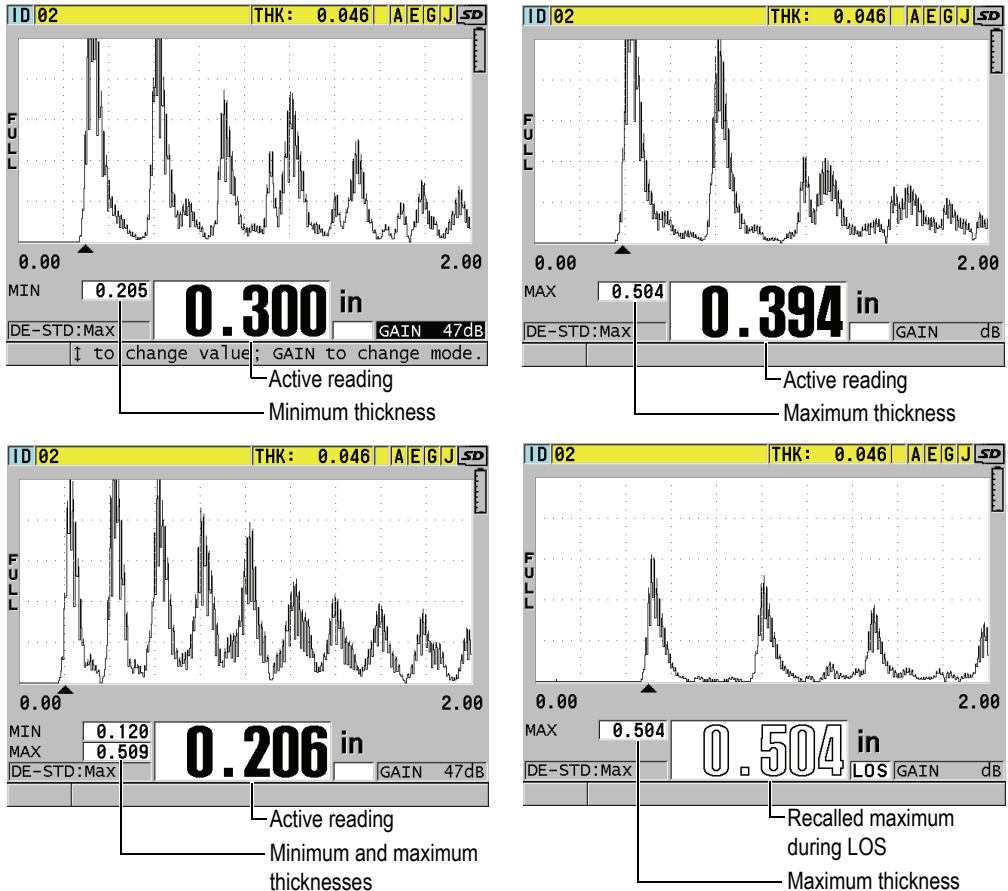 ID 02 THK: 0.046 A E G J SD
FULL
0.00 2.00
MIN 0.205 0.300 in
DE-STD:Max GAIN 47dB
↕ to change value; GAIN to change mode.
Active reading
Minimum thickness
ID 02 THK: 0.046 A E G J SD
FULL
0.00 2.00
MAX 0.504 0.394 in
DE-STD:Max GAIN dB
Active reading
Maximum thickness
ID 02 THK: 0.046 A E G J SD
FULL
0.00 2.00
MIN 0.120
MAX 0.509 0.206 in
DE-STD:Max GAIN 47dB
Active reading
Minimum and maximum
thicknesses
ID 02 THK: 0.046 A E G J SD
FULL
0.00 2.00
MAX 0.504 0.504 in
DE-STD:Max LOS GAIN dB
Recalled maximum
during LOS
Maximum thickness